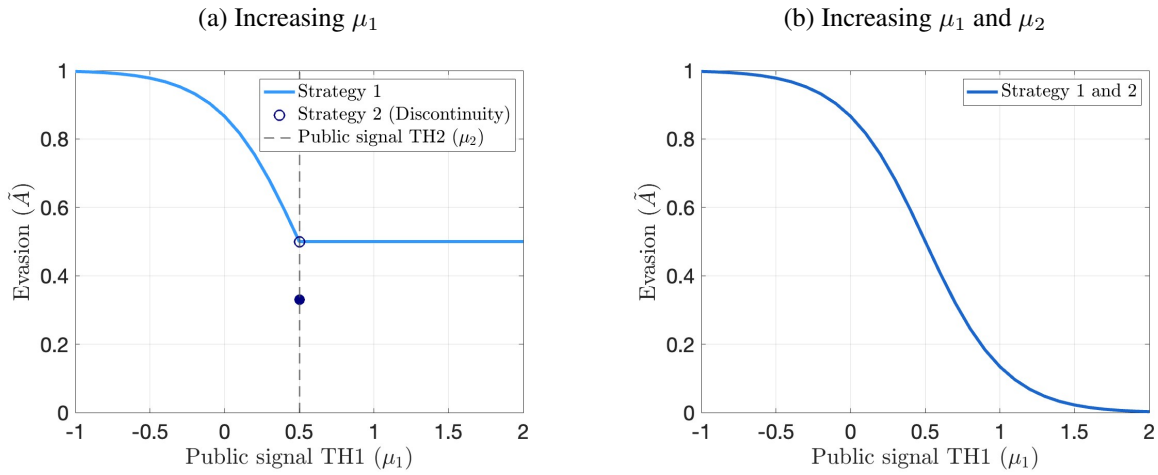 (a) Increasing μ₁
1
0.8
0.6
0.4
0.2
0
Evasion (Ã)
Strategy 1
Strategy 2 (Discontinuity)
Public signal TH2 (μ₂)
-1 -0.5 0 0.5 1 1.5 2
Public signal TH1 (μ₁)
(b) Increasing μ₁ and μ₂
1
0.8
0.6
0.4
0.2
0
Evasion (Ã)
Strategy 1 and 2
-1 -0.5 0 0.5 1 1.5 2
Public signal TH1 (μ₁)